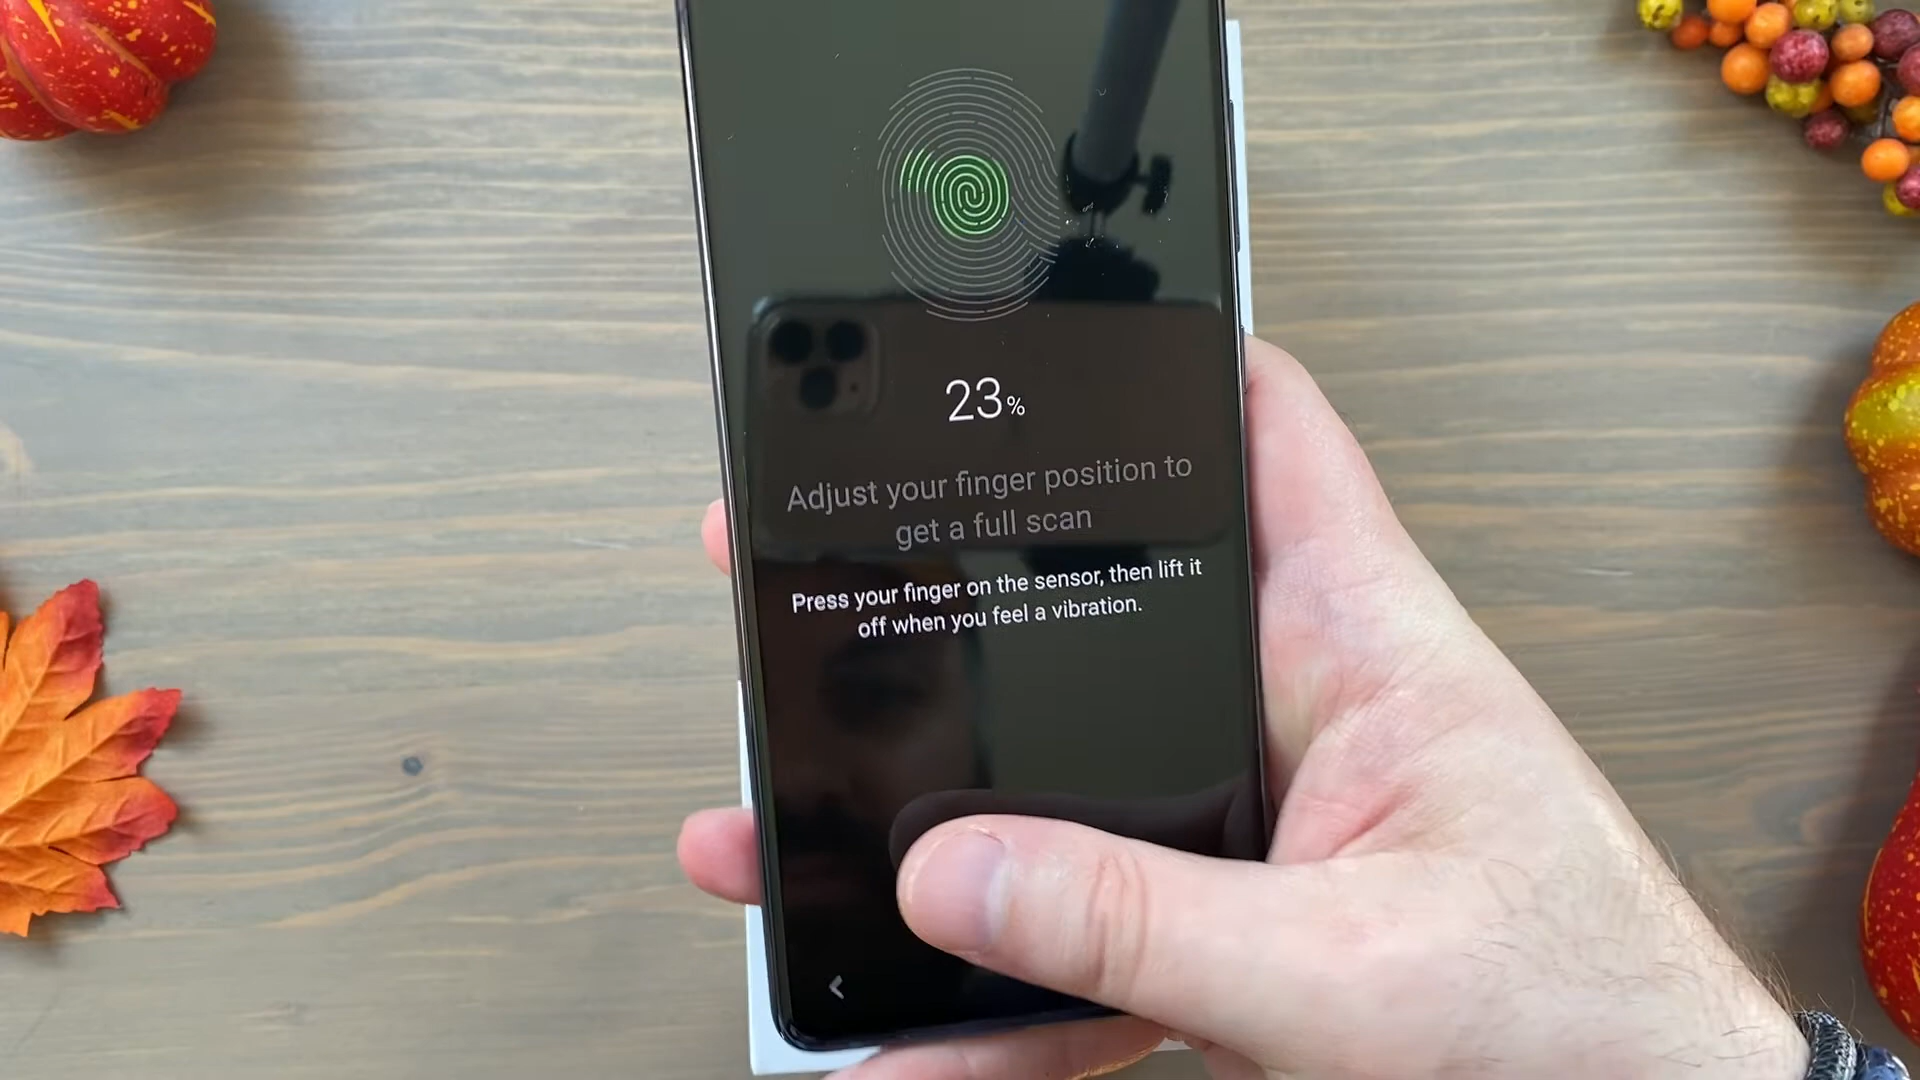 23%
Adjust your finger position to
get a full scan
Press your finger on the sensor, then lift it
off when you feel a vibration.